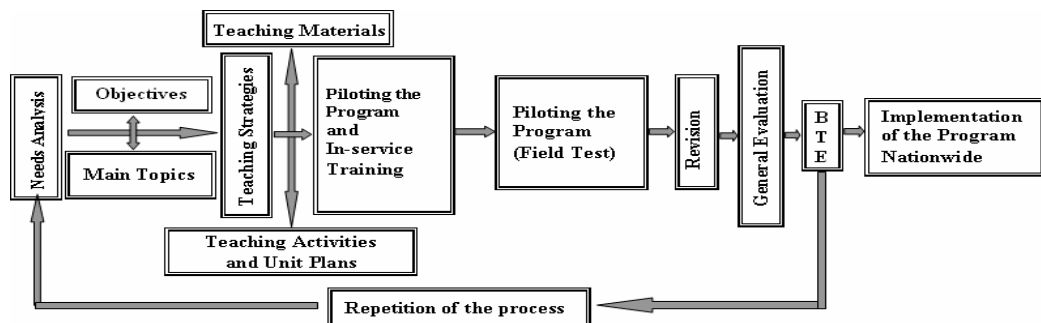 Needs Analysis
Objectives
Main Topics
Teaching Strategies
Teaching Materials
Teaching Activities
and Unit Plans
Piloting the
Program
and
In-service
Training
Piloting the
Program
(Field Test)
Revision
General Evaluation
B
T
E
Implementation
of the Program
Nationwide
Repetition of the process